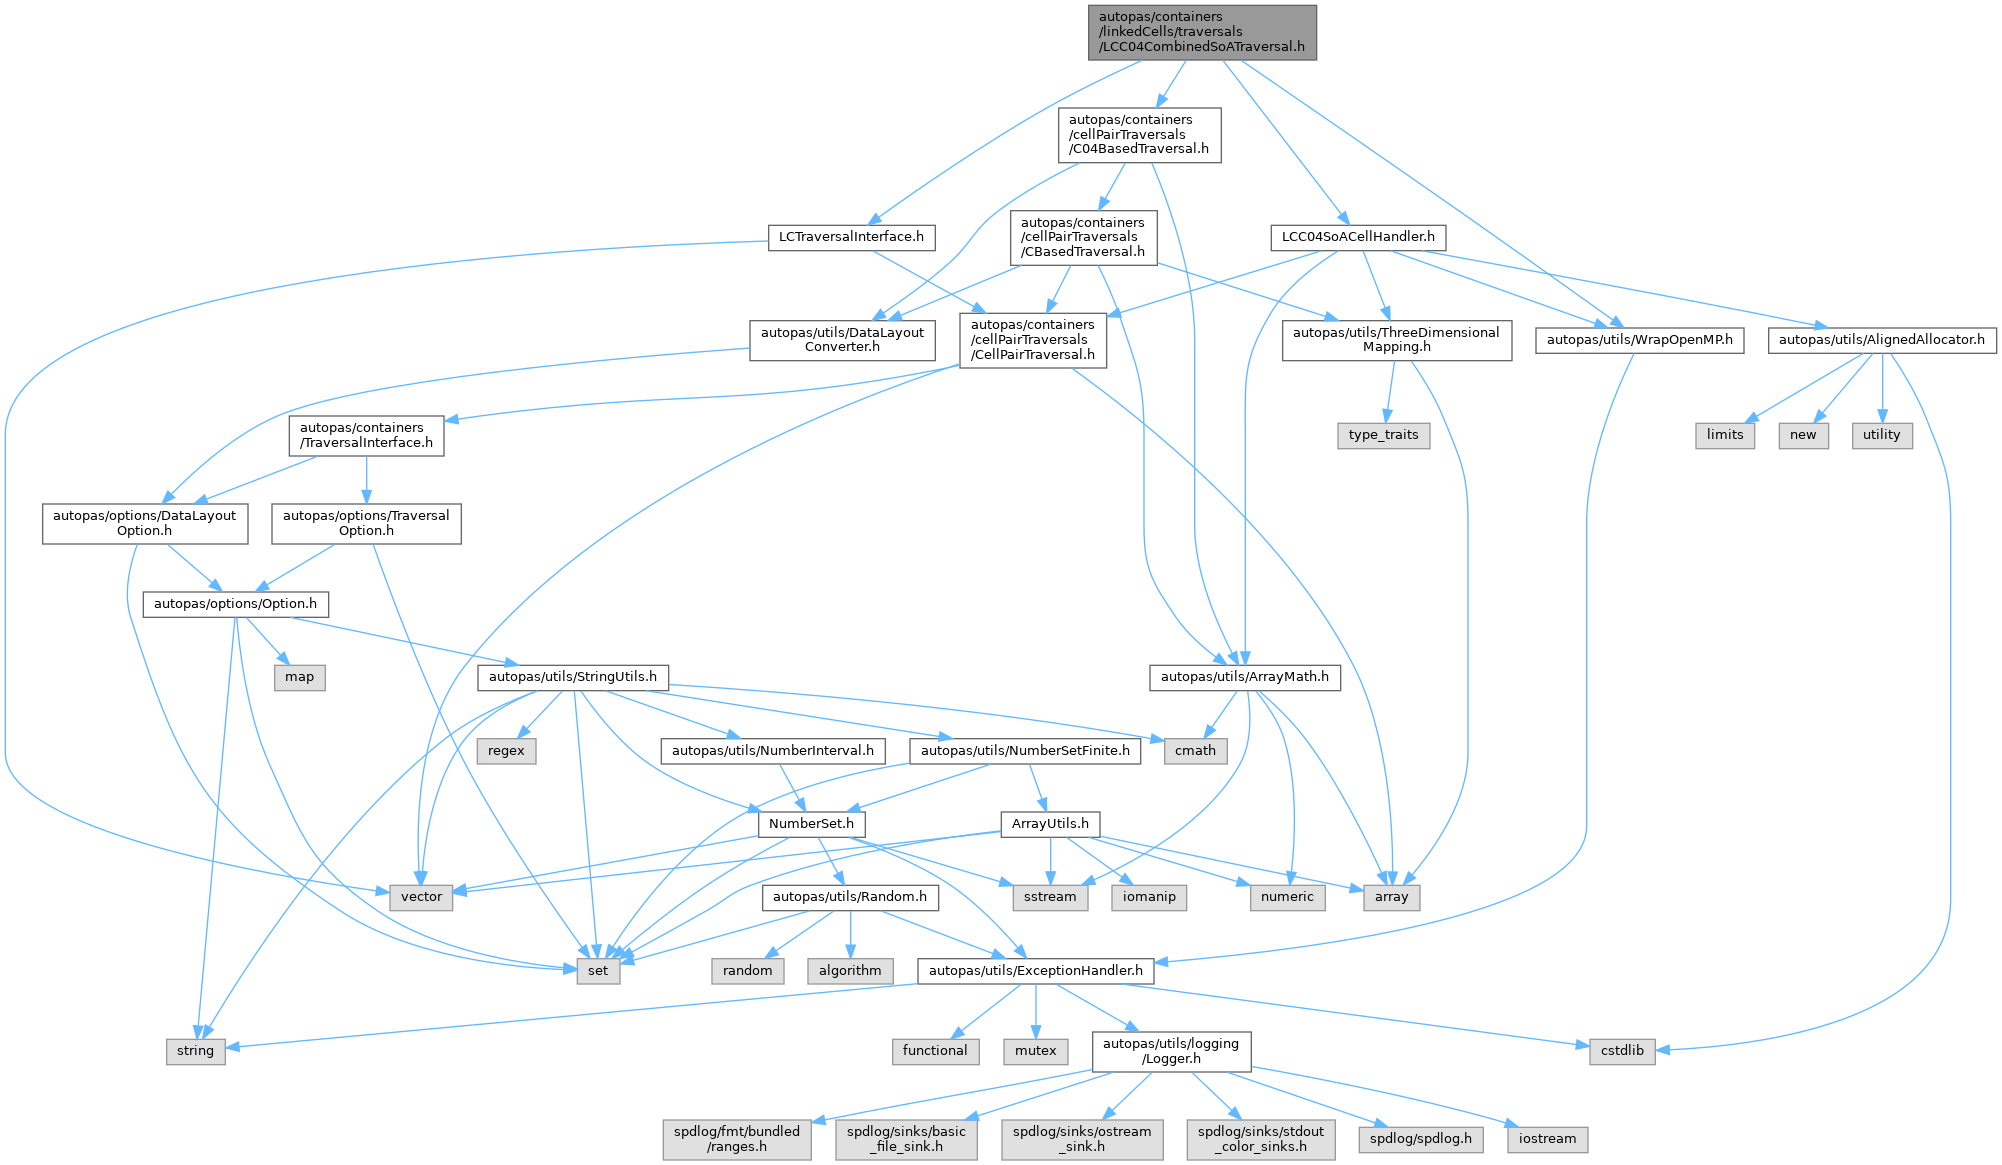 autopas/containers
/linkedCells/traversals
/LCC04CombinedSoATraversal.h
autopas/containers
/cellPairTraversals
/C04BasedTraversal.h
LCTraversalInterface.h
autopas/containers
/cellPairTraversals
/CBasedTraversal.h
LCC04SoACellHandler.h
autopas/utils/DataLayout
Converter.h
autopas/containers
/cellPairTraversals
/CellPairTraversal.h
autopas/utils/ThreeDimensional
Mapping.h
autopas/utils/WrapOpenMP.h
autopas/utils/AlignedAllocator.h
autopas/containers
/TraversalInterface.h
type_traits
limits
new
utility
autopas/options/DataLayout
Option.h
autopas/options/Traversal
Option.h
autopas/options/Option.h
map
autopas/utils/StringUtils.h
autopas/utils/ArrayMath.h
regex
autopas/utils/NumberInterval.h
autopas/utils/NumberSetFinite.h
cmath
NumberSet.h
ArrayUtils.h
vector
autopas/utils/Random.h
sstream
iomanip
numeric
array
set
random
algorithm
autopas/utils/ExceptionHandler.h
string
functional
mutex
autopas/utils/logging
/Logger.h
cstdlib
spdlog/fmt/bundled
/ranges.h
spdlog/sinks/basic
_file_sink.h
spdlog/sinks/ostream
_sink.h
spdlog/sinks/stdout
_color_sinks.h
spdlog/spdlog.h
iostream